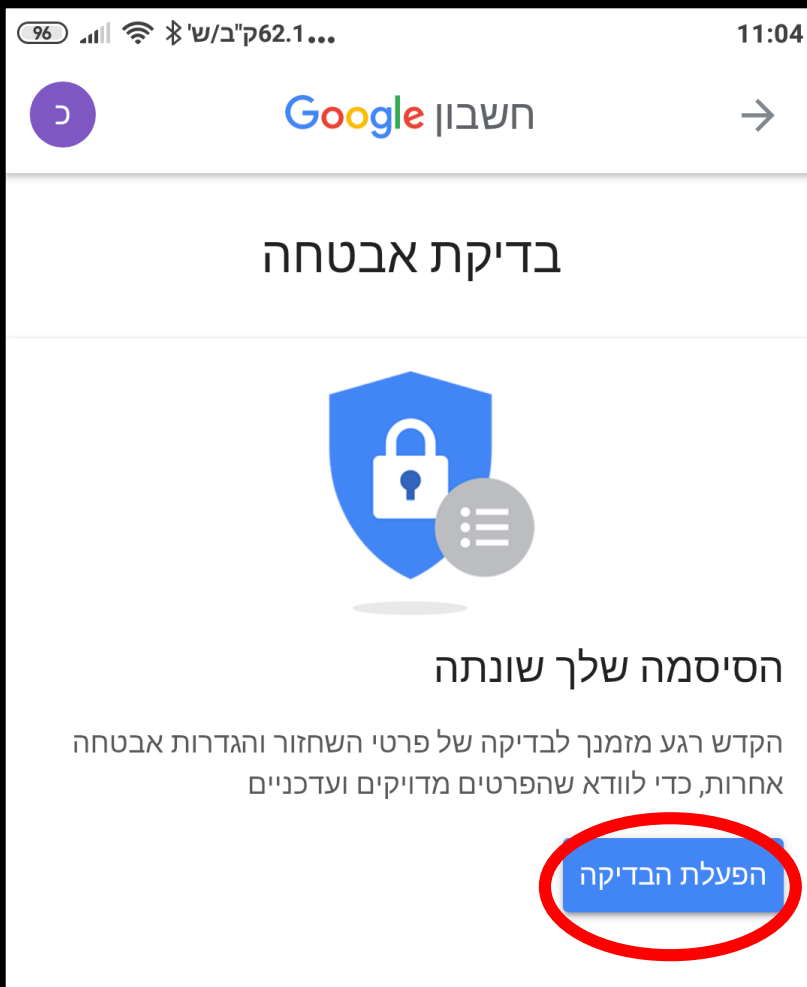 11:04 ...62.1ק"ב/ש' 96
חשבון Google כ
בדיקת אבטחה
הסיסמה שלך שונתה
הקדש רגע מזמנך לבדיקה של פרטי השחזור והגדרות אבטחה
אחרות, כדי לוודא שהפרטים מדויקים ועדכניים
הפעלת הבדיקה